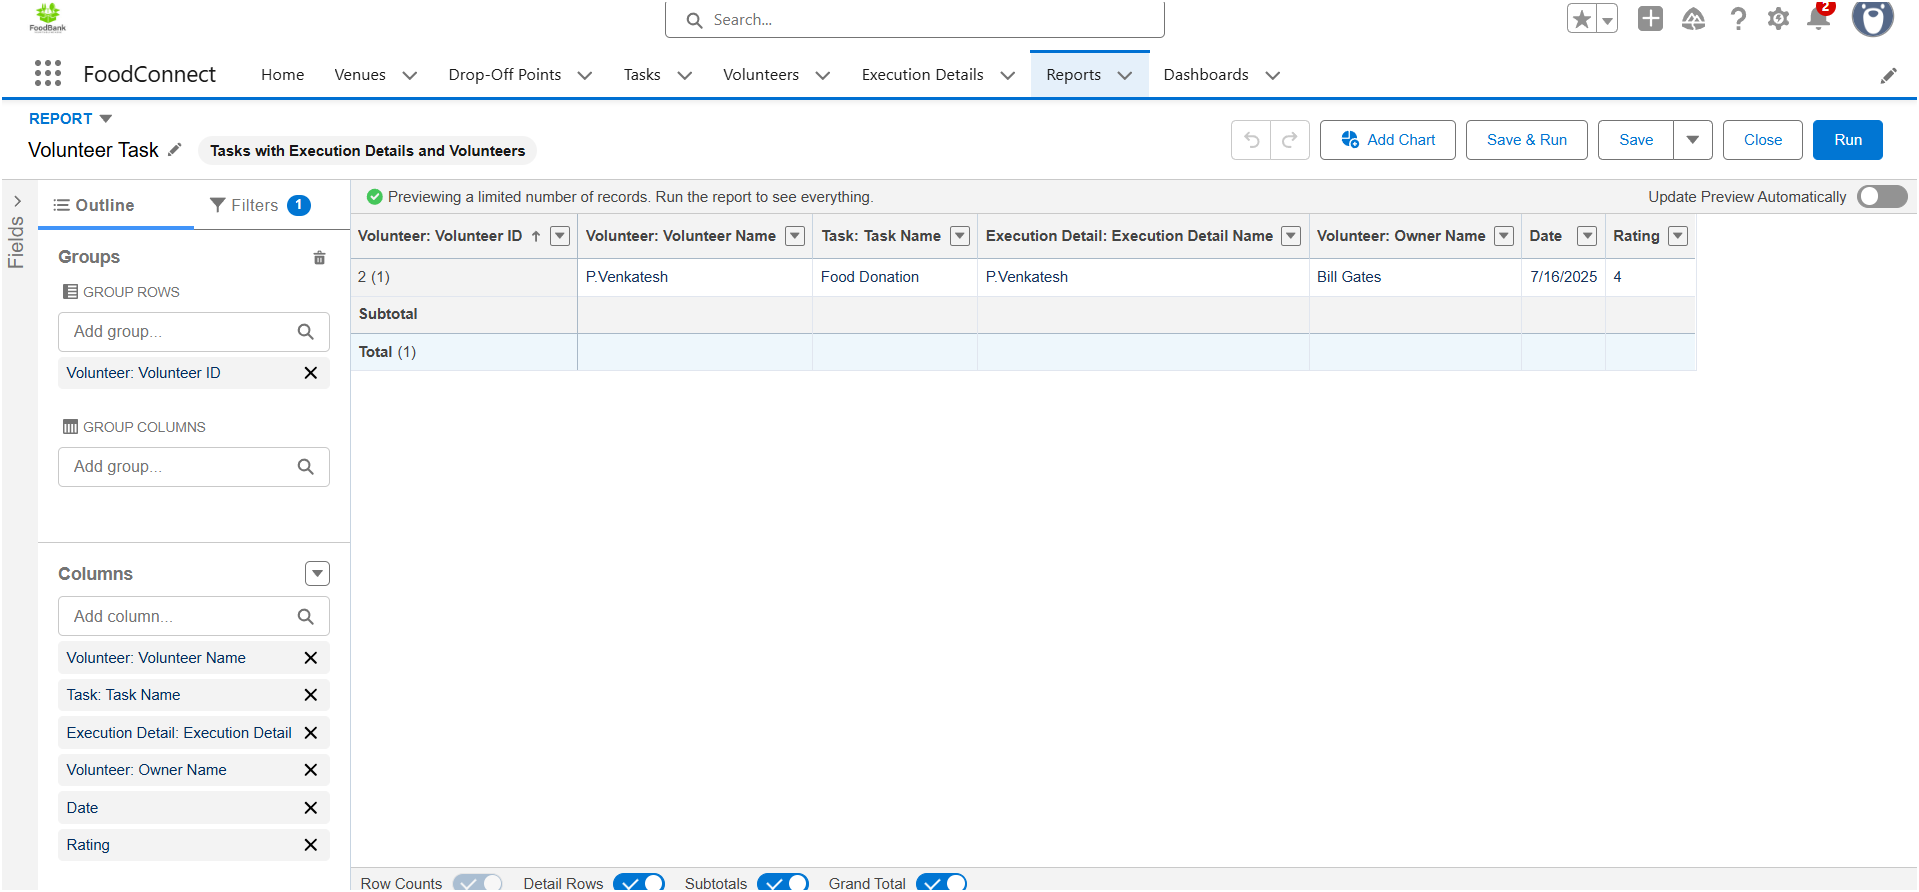 FoodBank
Search...
2
FoodConnect Home Venues Drop-Off Points Tasks Volunteers Execution Details Reports Dashboards
REPORT
Volunteer Task Tasks with Execution Details and Volunteers
Add Chart Save & Run Save Close Run
Fields
Outline Filters 1
Previewing a limited number of records. Run the report to see everything. Update Preview Automatically
Groups
GROUP ROWS
Add group...
Volunteer: Volunteer ID
GROUP COLUMNS
Add group...
Columns
Add column...
Volunteer: Volunteer Name
Task: Task Name
Execution Detail: Execution Detail
Volunteer: Owner Name
Date
Rating
Volunteer: Volunteer ID Volunteer: Volunteer Name Task: Task Name Execution Detail: Execution Detail Name Volunteer: Owner Name Date Rating
2 (1) P.Venkatesh Food Donation P.Venkatesh Bill Gates 7/16/2025 4
Subtotal
Total (1)
Row Counts Detail Rows Subtotals Grand Total